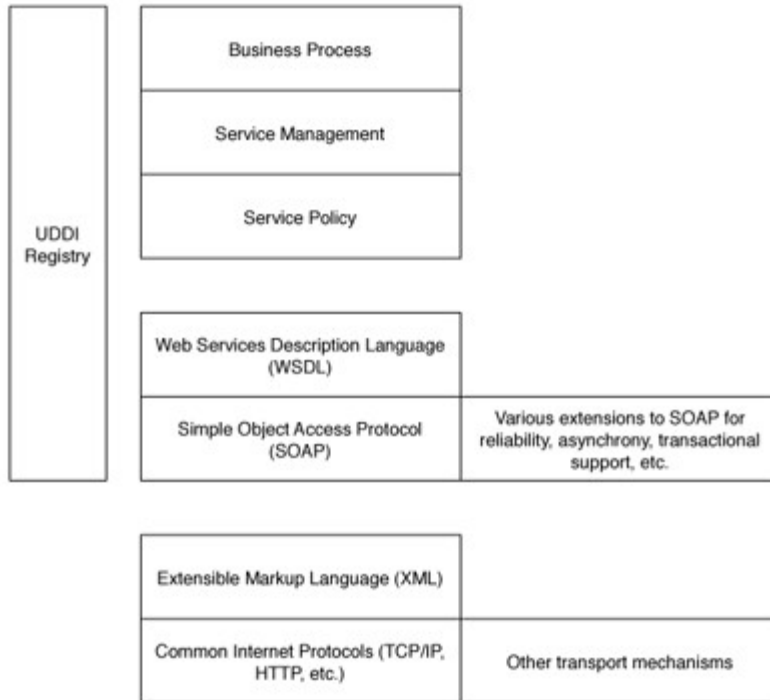 Business Process
Service Management
Service Policy
UDDI
Registry
Web Services Description Language
(WSDL)
Simple Object Access Protocol
(SOAP)
Various extensions to SOAP for
reliability, asynchrony, transactional
support, etc.
Extensible Markup Language (XML)
Common Internet Protocols (TCP/IP,
HTTP, etc.)
Other transport mechanisms